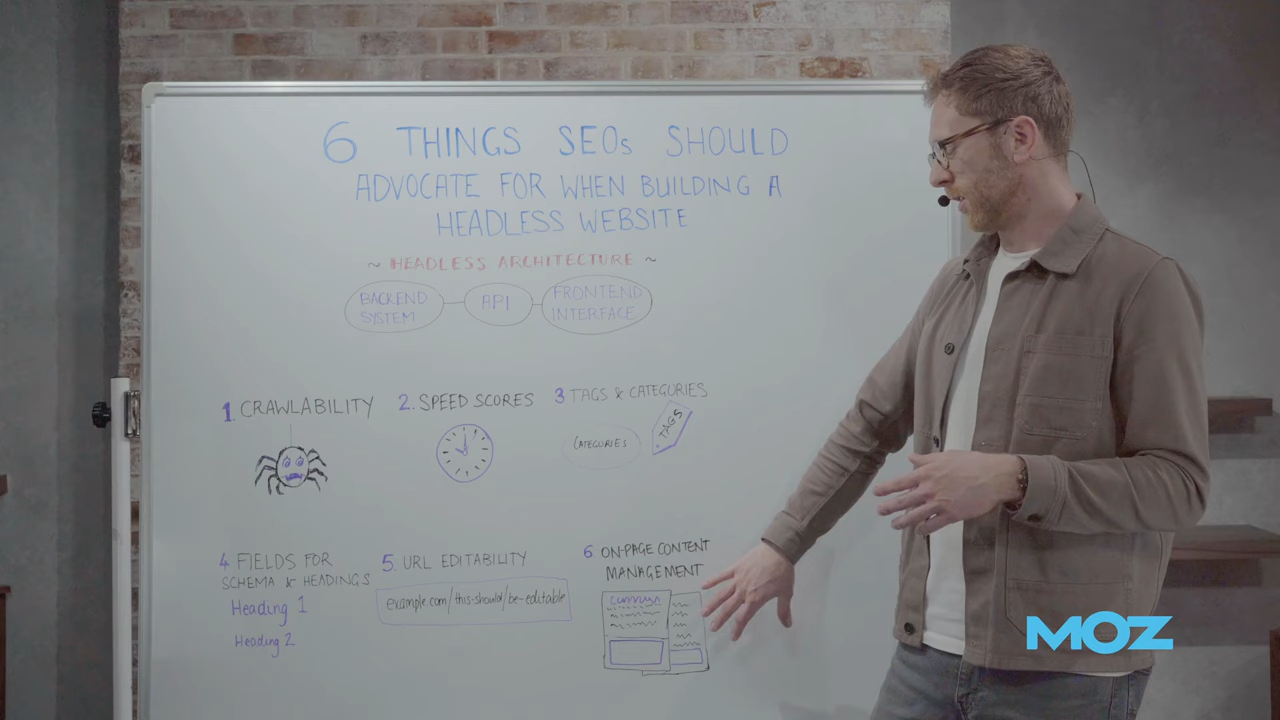 6 THINGS SEOs SHOULD
ADVOCATE FOR WHEN BUILDING A
HEADLESS WEBSITE
~ HEADLESS ARCHITECTURE ~
BACKEND
SYSTEM
API
FRONTEND
INTERFACE
1. CRAWLABILITY
2. SPEED SCORES
3 TAGS & CATEGORIES
CATEGORIES
TAGS
4 FIELDS FOR
SCHEMA & HEADINGS
Heading 1
Heading 2
5. URL EDITABILITY
example.com/this-should/be-editable
6. ON-PAGE CONTENT
MANAGEMENT
MOZ